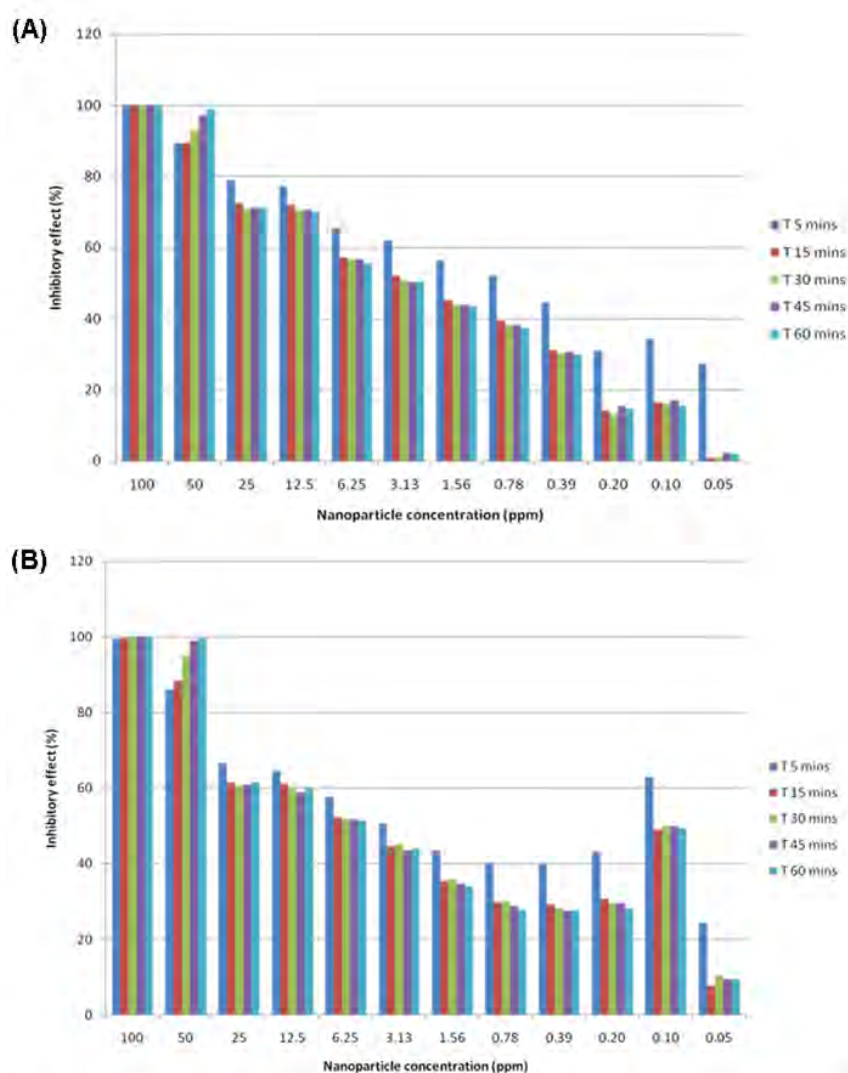 (A)
120
100
80
60
40
20
0
Inhibitory effect (%)
100 50 25 12.5 6.25 3.13 1.56 0.78 0.39 0.20 0.10 0.05
Nanoparticle concentration (ppm)
T 5 mins
T 15 mins
T 30 mins
T 45 mins
T 60 mins
(B)
120
100
80
60
40
20
0
Inhibitory effect (%)
100 50 25 12.5 6.25 3.13 1.56 0.78 0.39 0.20 0.10 0.05
Nanoparticle concentration (ppm)
T 5 mins
T 15 mins
T 30 mins
T 45 mins
T 60 mins